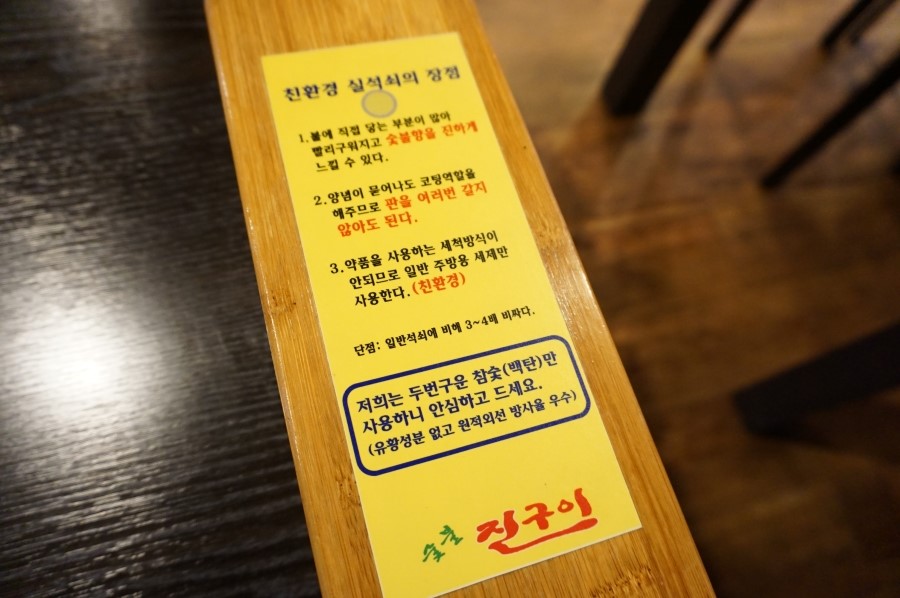 친환경 실석쇠의 장점
1. 불에 직접 닿는 부분이 많아
빨리구워지고 숯불향을 진하게
느낄 수 있다.
2. 양념이 묻어나도 코팅역할을
해주므로 판을 여러번 갈지
않아도 된다.
3. 약품을 사용하는 세척방식이
안되므로 일반 주방용 세제만
사용한다. (친환경)
단점: 일반석쇠에 비해 3~4배 비싸다.
저희는 두번구운 참숯(백탄)만
사용하니 안심하고 드세요.
(유황성분 없고 원적외선 방사율 우수)
숯촌 진구이